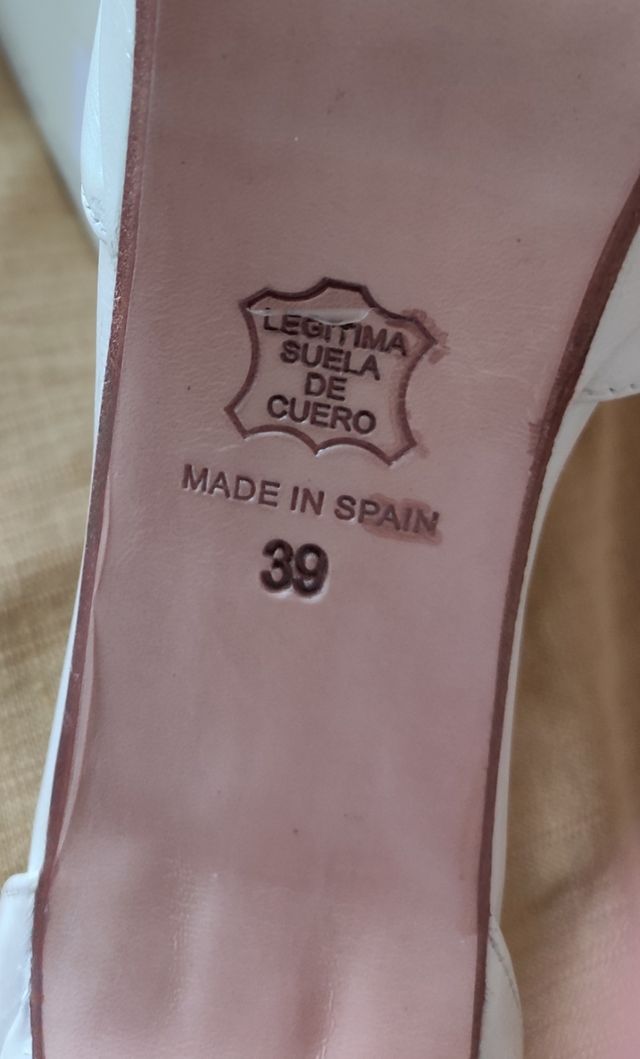 LEGITIMA
SUELA
DE
CUERO
MADE IN SPAIN
39